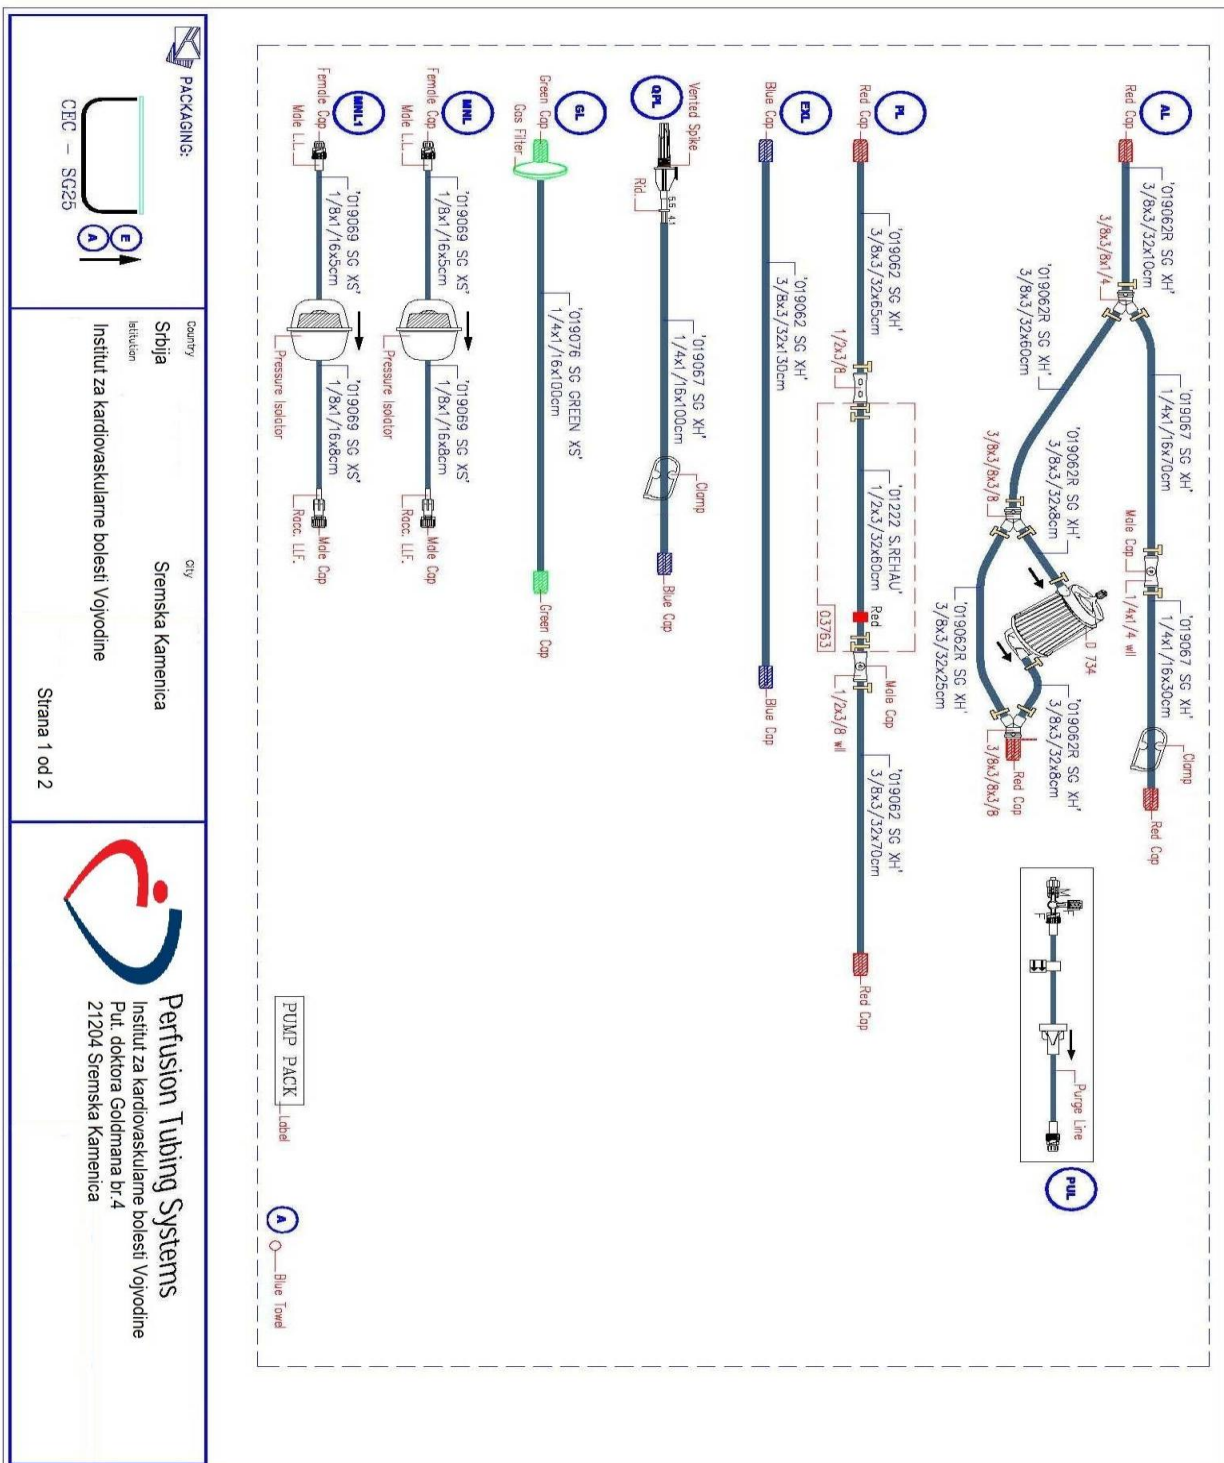 AL
Red Cap
'019062R SG XH'
3/8x3/32x10cm
3/8x3/8x1/4
'019067 SG XH'
1/4x1/16x70cm
Male Cap
1/4x1/4 wll
'019067 SG XH'
1/4x1/16x30cm
Clamp
Red Cap
'019062R SG XH'
3/8x3/32x60cm
3/8x3/8x3/8
'019062R SG XH'
3/8x3/32x8cm
D 734
'019062R SG XH'
3/8x3/32x8cm
'019062R SG XH'
3/8x3/32x25cm
3/8x3/8x3/8
Red Cap
M
F
F
Purge Line
PUL
PL
Red Cap
'019062 SG XH'
3/8x3/32x65cm
1/2x3/8
'01222 S.REHAU'
1/2x3/32x60cm
Red
03763
Male Cap
1/2x3/8 wll
'019062 SG XH'
3/8x3/32x70cm
Red Cap
EXL
Blue Cap
'019062 SG XH'
3/8x3/32x130cm
Blue Cap
QPL
Vented Spike
Rid.
5.5
4.1
'019067 SG XH'
1/4x1/16x100cm
Clamp
Blue Cap
GL
Green Cap
Gas Filter
'019076 SG GREEN XS'
1/4x1/16x100cm
Green Cap
MNL
Female Cap
Male L.L.
'019069 SG XS'
1/8x1/16x5cm
Pressure Isolator
'019069 SG XS'
1/8x1/16x8cm
Male Cap
Racc. LLF.
MNL1
Female Cap
Male L.L.
'019069 SG XS'
1/8x1/16x5cm
Pressure Isolator
'019069 SG XS'
1/8x1/16x8cm
Male Cap
Racc. LLF.
PUMP PACK
Label
A
Blue Towel
PACKAGING:
CEC - SG25
E
A
Country
Srbija
City
Sremska Kamenica
Istitution
Institut za kardiovaskularne bolesti Vojvodine
Strana 1 od 2
Perfusion Tubing Systems
Institut za kardiovaskularne bolesti Vojvodine
Put. doktora Goldmana br.4
21204 Sremska Kamenica